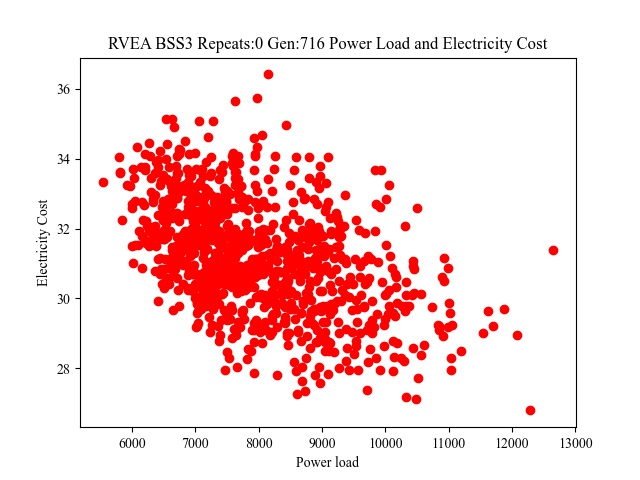 RVEA BSS3 Repeats:0 Gen:716 Power Load and Electricity Cost
36
34
32
30
28
Electricity Cost
6000 7000 8000 9000 10000 11000 12000 13000
Power load